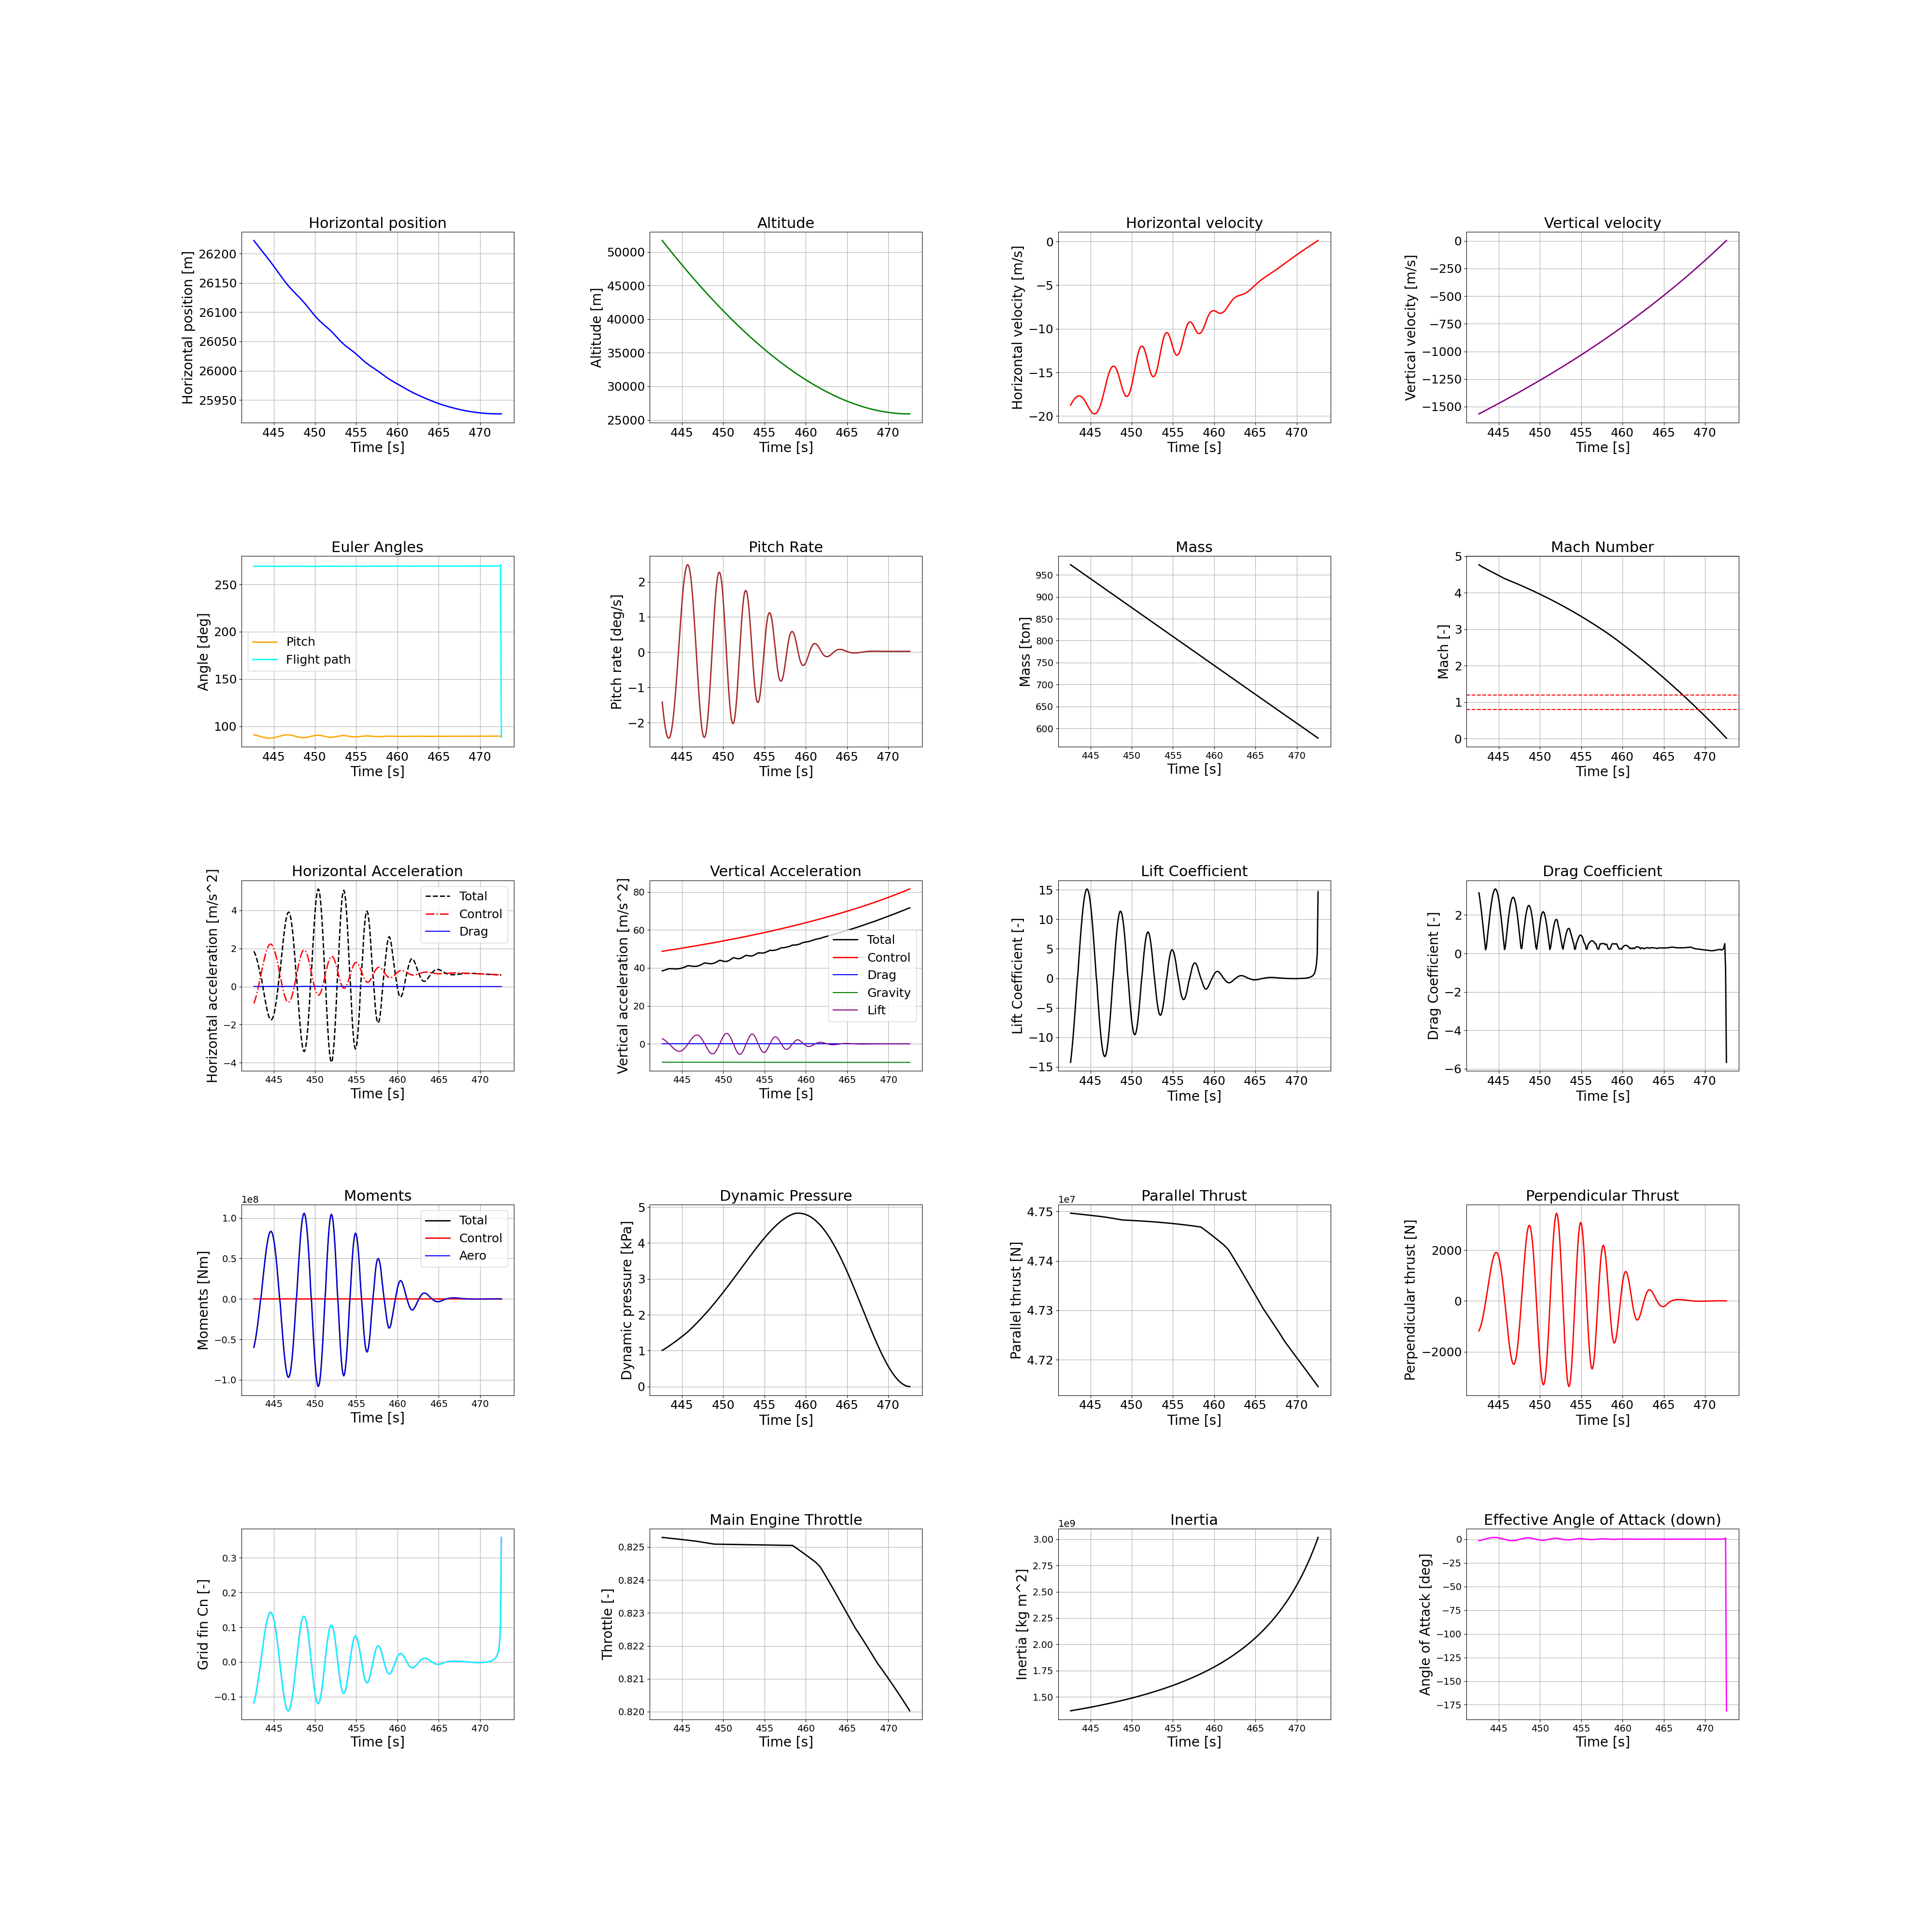 Horizontal position
Horizontal position [m]
26200
26150
26100
26050
26000
25950
445 450 455 460 465 470
Time [s]
Altitude
Altitude [m]
50000
45000
40000
35000
30000
25000
445 450 455 460 465 470
Time [s]
Horizontal velocity
Horizontal velocity [m/s]
0
−5
−10
−15
−20
445 450 455 460 465 470
Time [s]
Vertical velocity
Vertical velocity [m/s]
0
−250
−500
−750
−1000
−1250
−1500
445 450 455 460 465 470
Time [s]
Euler Angles
Angle [deg]
250
200
150
100
Pitch
Flight path
445 450 455 460 465 470
Time [s]
Pitch Rate
Pitch rate [deg/s]
2
1
0
−1
−2
445 450 455 460 465 470
Time [s]
Mass
Mass [ton]
950
900
850
800
750
700
650
600
445 450 455 460 465 470
Time [s]
Mach Number
Mach [-]
5
4
3
2
1
0
445 450 455 460 465 470
Time [s]
Horizontal Acceleration
Horizontal acceleration [m/s^2]
4
2
0
−2
−4
Total
Control
Drag
445 450 455 460 465 470
Time [s]
Vertical Acceleration
Vertical acceleration [m/s^2]
80
60
40
20
0
Total
Control
Drag
Gravity
Lift
445 450 455 460 465 470
Time [s]
Lift Coefficient
Lift Coefficient [-]
15
10
5
0
−5
−10
−15
445 450 455 460 465 470
Time [s]
Drag Coefficient
Drag Coefficient [-]
2
0
−2
−4
−6
445 450 455 460 465 470
Time [s]
Moments
1e8
Moments [Nm]
1.0
0.5
0.0
−0.5
−1.0
Total
Control
Aero
445 450 455 460 465 470
Time [s]
Dynamic Pressure
Dynamic pressure [kPa]
5
4
3
2
1
0
445 450 455 460 465 470
Time [s]
Parallel Thrust
1e7
Parallel thrust [N]
4.75
4.74
4.73
4.72
445 450 455 460 465 470
Time [s]
Perpendicular Thrust
Perpendicular thrust [N]
2000
0
−2000
445 450 455 460 465 470
Time [s]
Grid fin Cn [-]
0.3
0.2
0.1
0.0
−0.1
445 450 455 460 465 470
Time [s]
Main Engine Throttle
Throttle [-]
0.825
0.824
0.823
0.822
0.821
0.820
445 450 455 460 465 470
Time [s]
Inertia
1e9
Inertia [kg m^2]
3.00
2.75
2.50
2.25
2.00
1.75
1.50
445 450 455 460 465 470
Time [s]
Effective Angle of Attack (down)
Angle of Attack [deg]
0
−25
−50
−75
−100
−125
−150
−175
445 450 455 460 465 470
Time [s]